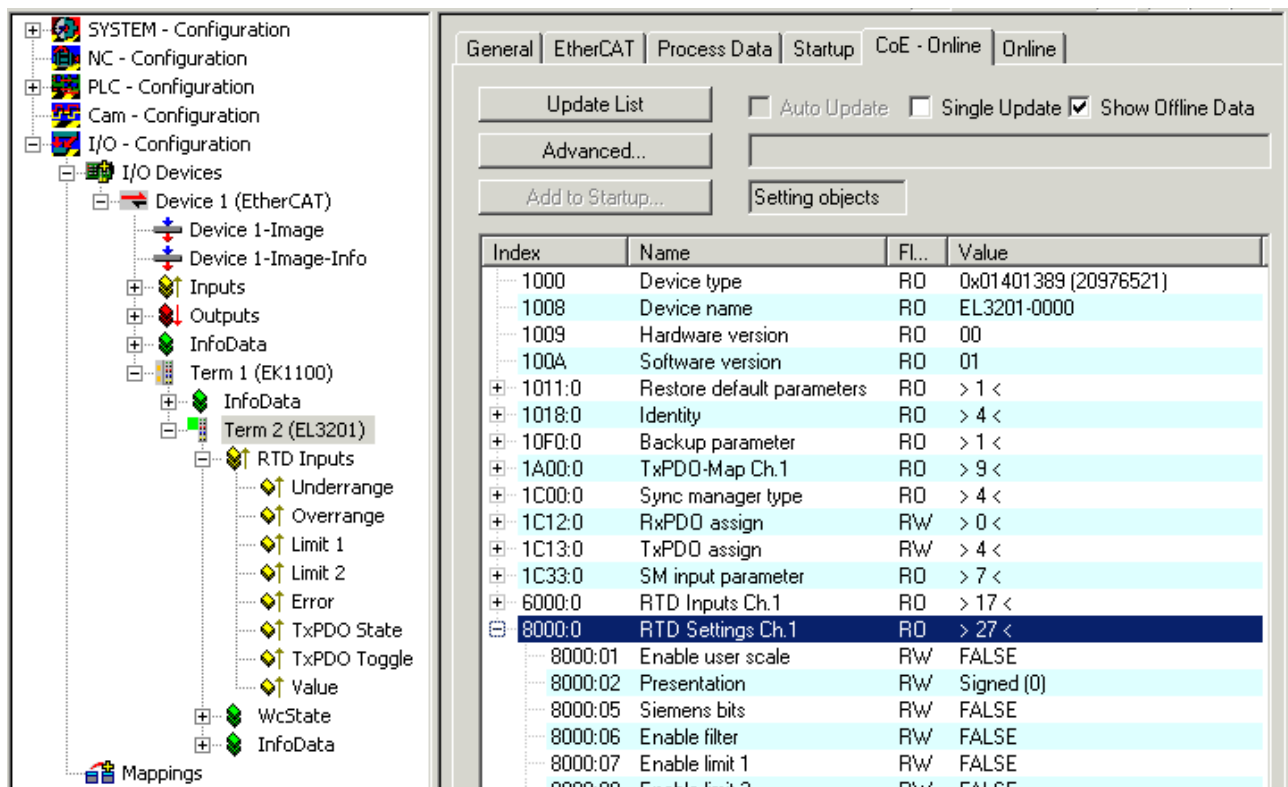 SYSTEM - Configuration
NC - Configuration
PLC - Configuration
Cam - Configuration
I/O - Configuration
I/O Devices
Device 1 (EtherCAT)
Device 1-Image
Device 1-Image-Info
Inputs
Outputs
InfoData
Term 1 (EK1100)
InfoData
Term 2 (EL3201)
RTD Inputs
Underrange
Overrange
Limit 1
Limit 2
Error
TxPDO State
TxPDO Toggle
Value
WcState
InfoData
Mappings
General EtherCAT Process Data Startup CoE - Online Online
Update List Auto Update Single Update Show Offline Data
Advanced...
Add to Startup... Setting objects
Index Name Fl... Value
1000 Device type RO 0x01401389 (20976521)
1008 Device name RO EL3201-0000
1009 Hardware version RO 00
100A Software version RO 01
1011:0 Restore default parameters RO > 1 <
1018:0 Identity RO > 4 <
10F0:0 Backup parameter RO > 1 <
1A00:0 TxPDO-Map Ch.1 RO > 9 <
1C00:0 Sync manager type RO > 4 <
1C12:0 RxPDO assign RW > 0 <
1C13:0 TxPDO assign RW > 4 <
1C33:0 SM input parameter RO > 7 <
6000:0 RTD Inputs Ch.1 RO > 17 <
8000:0 RTD Settings Ch.1 RO > 27 <
8000:01 Enable user scale RW FALSE
8000:02 Presentation RW Signed (0)
8000:05 Siemens bits RW FALSE
8000:06 Enable filter RW FALSE
8000:07 Enable limit 1 RW FALSE